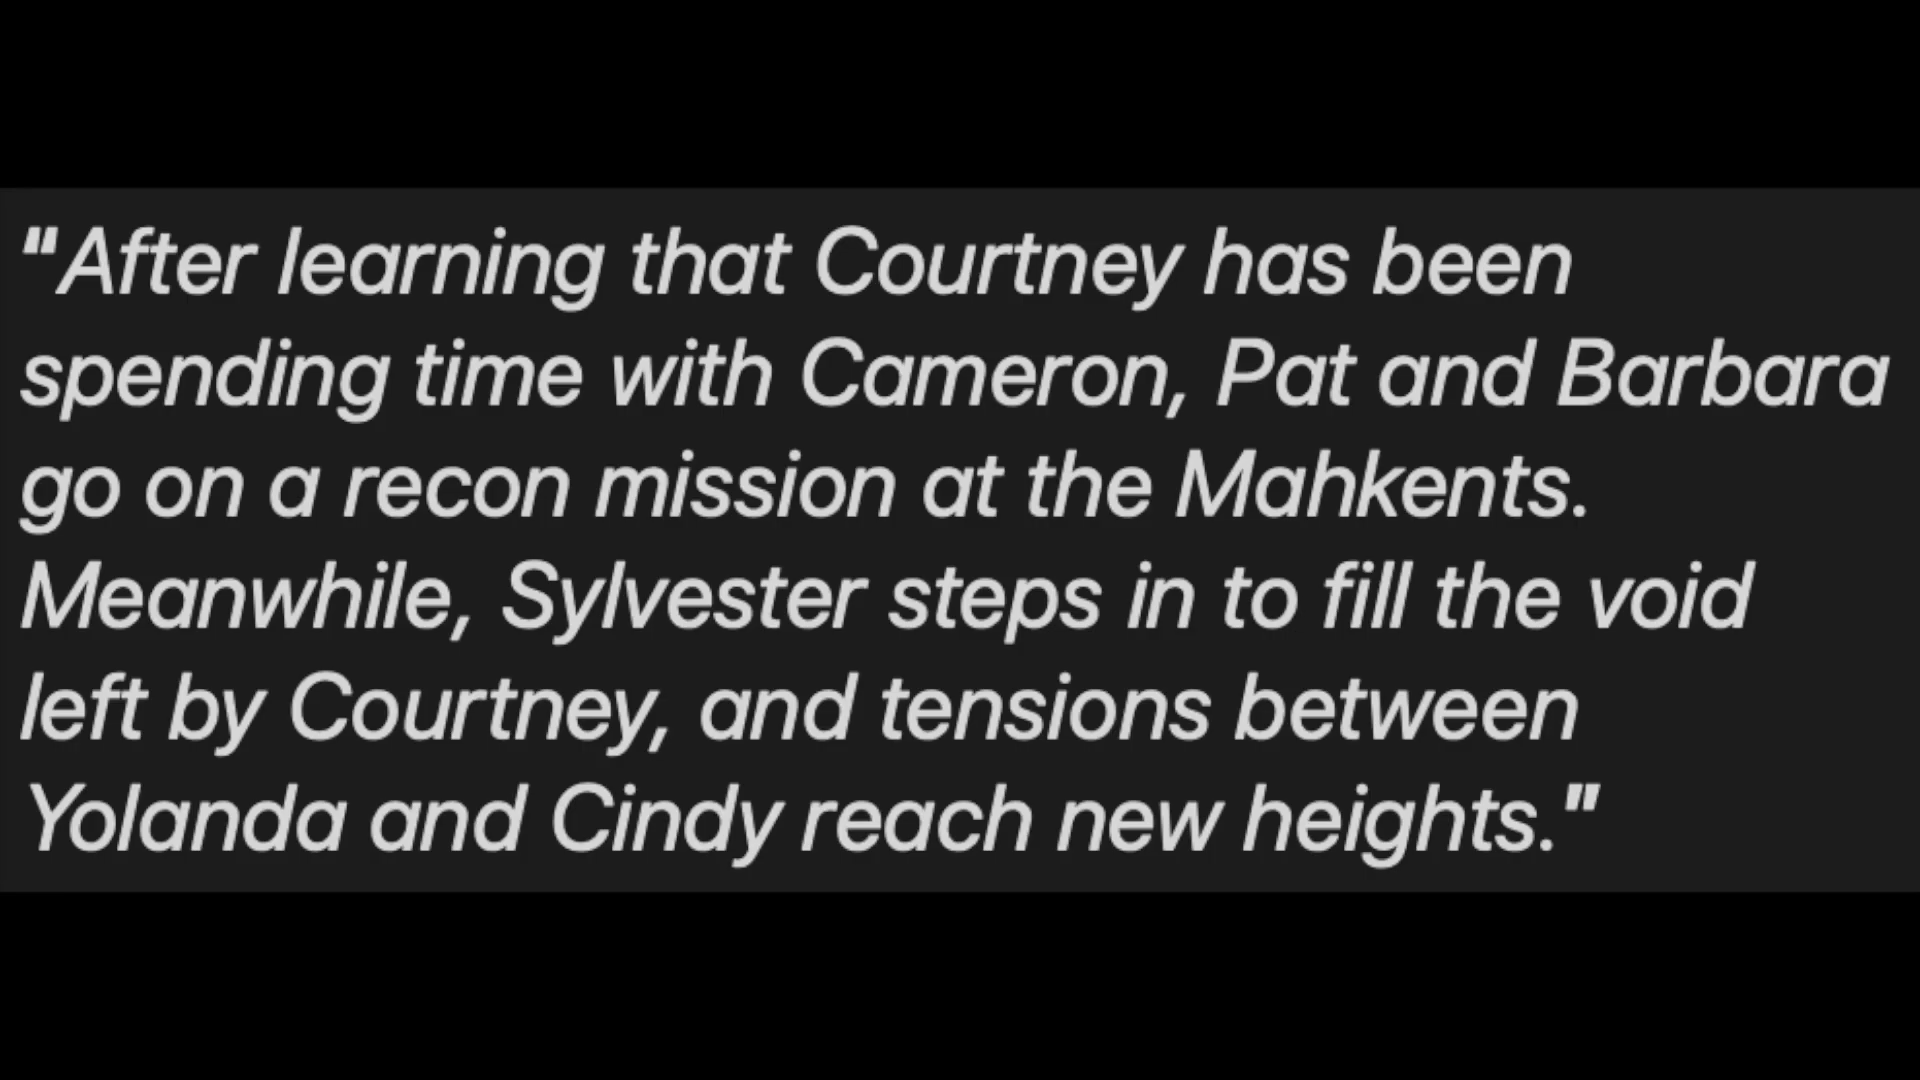 "After learning that Courtney has been
spending time with Cameron, Pat and Barbara
go on a recon mission at the Mahkents.
Meanwhile, Sylvester steps in to fill the void
left by Courtney, and tensions between
Yolanda and Cindy reach new heights."